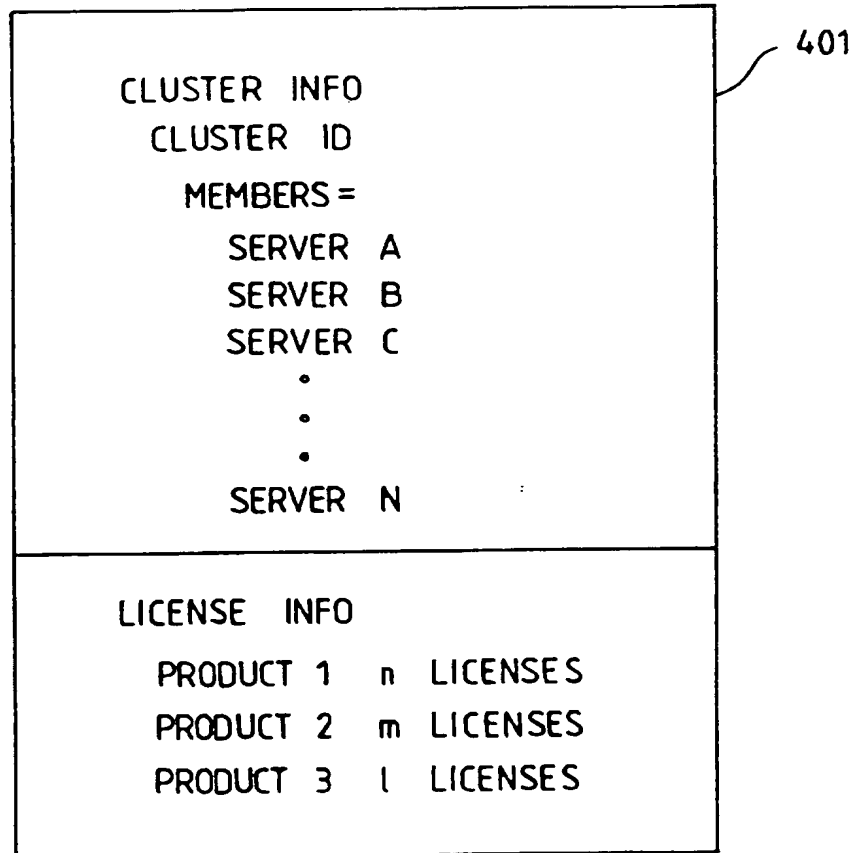 401
CLUSTER INFO
CLUSTER ID
MEMBERS=
SERVER A
SERVER B
SERVER C
.
.
.
SERVER N
LICENSE INFO
PRODUCT 1 n LICENSES
PRODUCT 2 m LICENSES
PRODUCT 3 l LICENSES